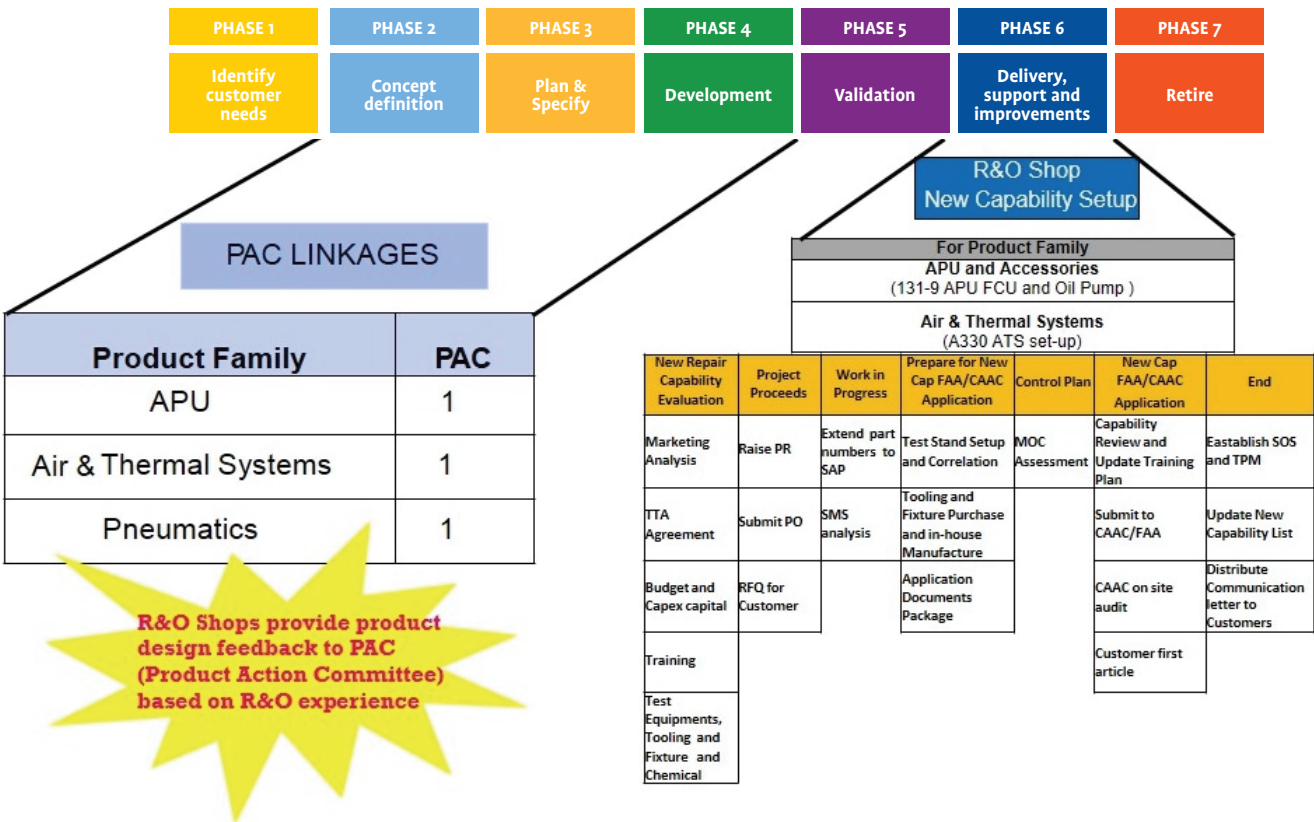 PHASE 1
PHASE 2
PHASE 3
PHASE 4
PHASE 5
PHASE 6
PHASE 7
Identify
customer
needs
Concept
definition
Plan &
Specify
Development
Validation
Delivery,
support and
improvements
Retire
PAC LINKAGES
Product Family
PAC
APU
1
Air & Thermal Systems
1
Pneumatics
1
R&O Shops provide product
design feedback to PAC
(Product Action Committee)
based on R&O experience
R&O Shop
New Capability Setup
For Product Family
APU and Accessories
(131-9 APU FCU and Oil Pump )
Air & Thermal Systems
(A330 ATS set-up)
New Repair
Capability
Evaluation
Project
Proceeds
Work in
Progress
Prepare for New
Cap FAA/CAAC
Application
Control Plan
New Cap
FAA/CAAC
Application
End
Marketing
Analysis
Raise PR
Extend part
numbers to
SAP
Test Stand Setup
and Correlation
MOC
Assessment
Capability
Review and
Update Training
Plan
Eastablish SOS
and TPM
TTA
Agreement
Submit PO
SMS
analysis
Tooling and
Fixture Purchase
and in-house
Manufacture
Submit to
CAAC/FAA
Update New
Capability List
Budget and
Capex capital
RFQ for
Customer
Application
Documents
Package
CAAC on site
audit
Distribute
Communication
letter to
Customers
Training
Customer first
article
Test
Equipments,
Tooling and
Fixture and
Chemical